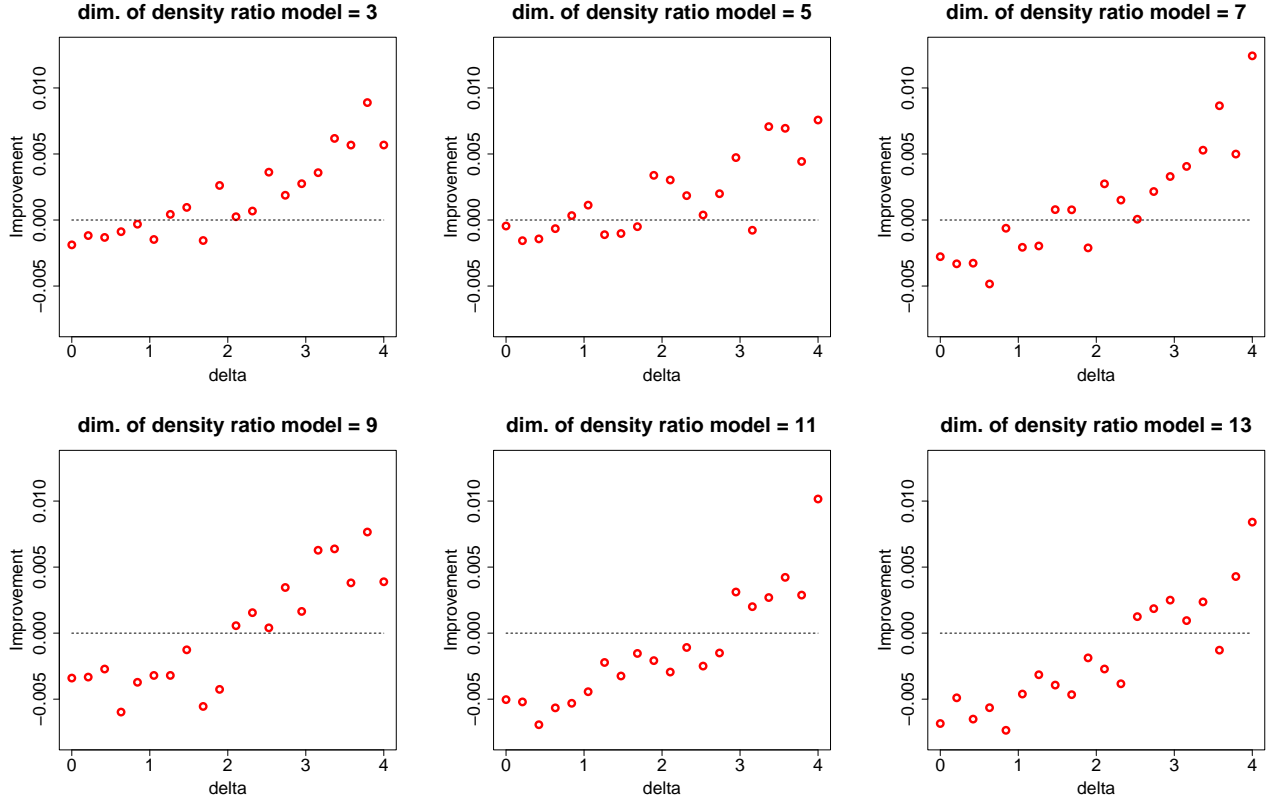 dim. of density ratio model = 3
Improvement
0.010
0.005
0.000
−0.005
0 1 2 3 4
delta
dim. of density ratio model = 5
Improvement
0.010
0.005
0.000
−0.005
0 1 2 3 4
delta
dim. of density ratio model = 7
Improvement
0.010
0.005
0.000
−0.005
0 1 2 3 4
delta
dim. of density ratio model = 9
Improvement
0.010
0.005
0.000
−0.005
0 1 2 3 4
delta
dim. of density ratio model = 11
Improvement
0.010
0.005
0.000
−0.005
0 1 2 3 4
delta
dim. of density ratio model = 13
Improvement
0.010
0.005
0.000
−0.005
0 1 2 3 4
delta